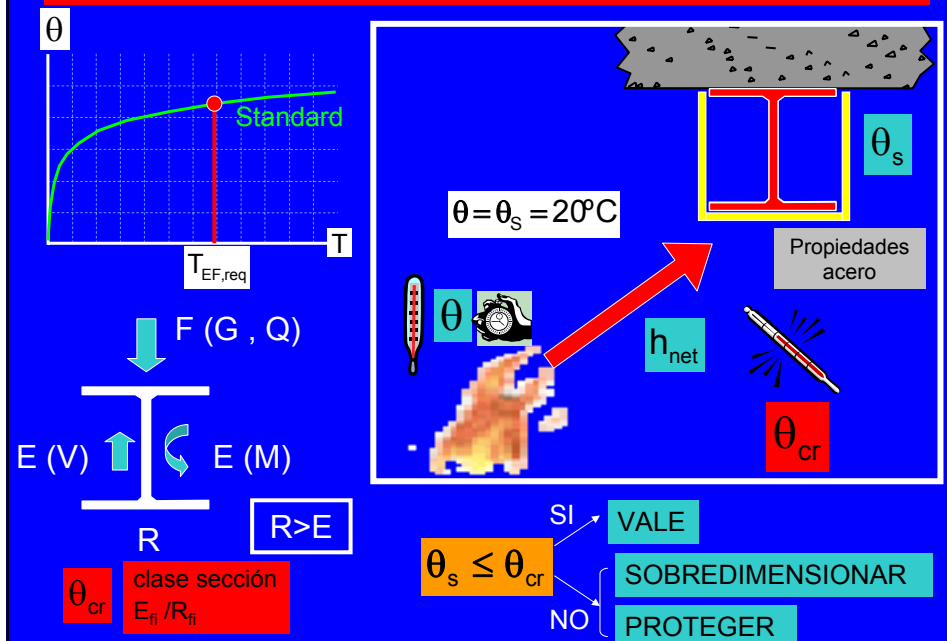 θ
Standard
T
T_EF,req
θ_s
θ = θ_S = 20ºC
Propiedades
acero
θ
h_net
θ_cr
F (G , Q)
E (V)
E (M)
R
R>E
θ_cr
clase sección
E_fi /R_fi
θ_s ≤ θ_cr
SI
VALE
NO
SOBREDIMENSIONAR
PROTEGER